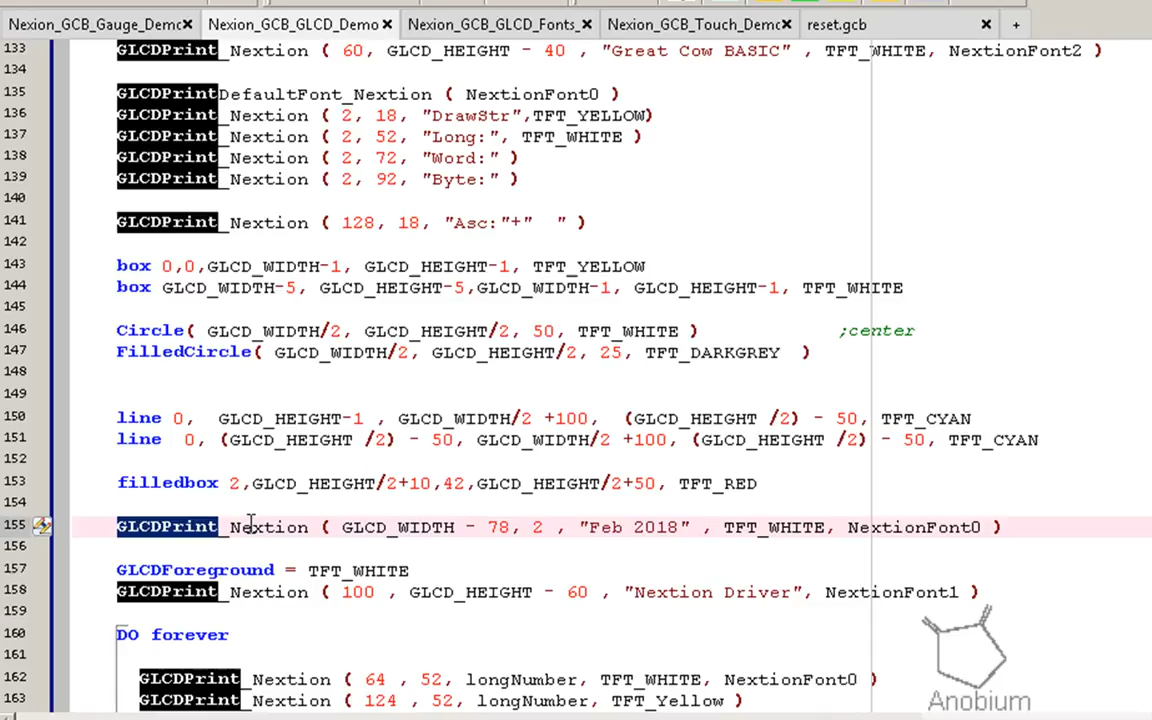 Nexion_GCB_Gauge_Demo Nexion_GCB_GLCD_Demo Nexion_GCB_GLCD_Fonts_ Nexion_GCB_Touch_Demo reset.gcb +
133 GLCDPrint_Nextion ( 60, GLCD_HEIGHT - 40 , "Great Cow BASIC" , TFT_WHITE, NextionFont2 )
134
135 GLCDPrintDefaultFont_Nextion ( NextionFont0 )
136 GLCDPrint_Nextion ( 2, 18, "DrawStr",TFT_YELLOW)
137 GLCDPrint_Nextion ( 2, 52, "Long:", TFT_WHITE )
138 GLCDPrint_Nextion ( 2, 72, "Word:" )
139 GLCDPrint_Nextion ( 2, 92, "Byte:" )
140
141 GLCDPrint_Nextion ( 128, 18, "Asc:"+"  " )
142
143 box 0,0,GLCD_WIDTH-1, GLCD_HEIGHT-1, TFT_YELLOW
144 box GLCD_WIDTH-5, GLCD_HEIGHT-5,GLCD_WIDTH-1, GLCD_HEIGHT-1, TFT_WHITE
145
146 Circle( GLCD_WIDTH/2, GLCD_HEIGHT/2, 50, TFT_WHITE ) ;center
147 FilledCircle( GLCD_WIDTH/2, GLCD_HEIGHT/2, 25, TFT_DARKGREY )
148
149
150 line 0, GLCD_HEIGHT-1 , GLCD_WIDTH/2 +100, (GLCD_HEIGHT /2) - 50, TFT_CYAN
151 line 0, (GLCD_HEIGHT /2) - 50, GLCD_WIDTH/2 +100, (GLCD_HEIGHT /2) - 50, TFT_CYAN
152
153 filledbox 2,GLCD_HEIGHT/2+10,42,GLCD_HEIGHT/2+50, TFT_RED
154
155 GLCDPrint_Nextion ( GLCD_WIDTH - 78, 2 , "Feb 2018" , TFT_WHITE, NextionFont0 )
156
157 GLCDForeground = TFT_WHITE
158 GLCDPrint_Nextion ( 100 , GLCD_HEIGHT - 60 , "Nextion Driver", NextionFont1 )
159
160 DO forever
161
162 GLCDPrint_Nextion ( 64 , 52, longNumber, TFT_WHITE, NextionFont0 )
163 GLCDPrint_Nextion ( 124 , 52, longNumber, TFT_Yellow )
Anobium